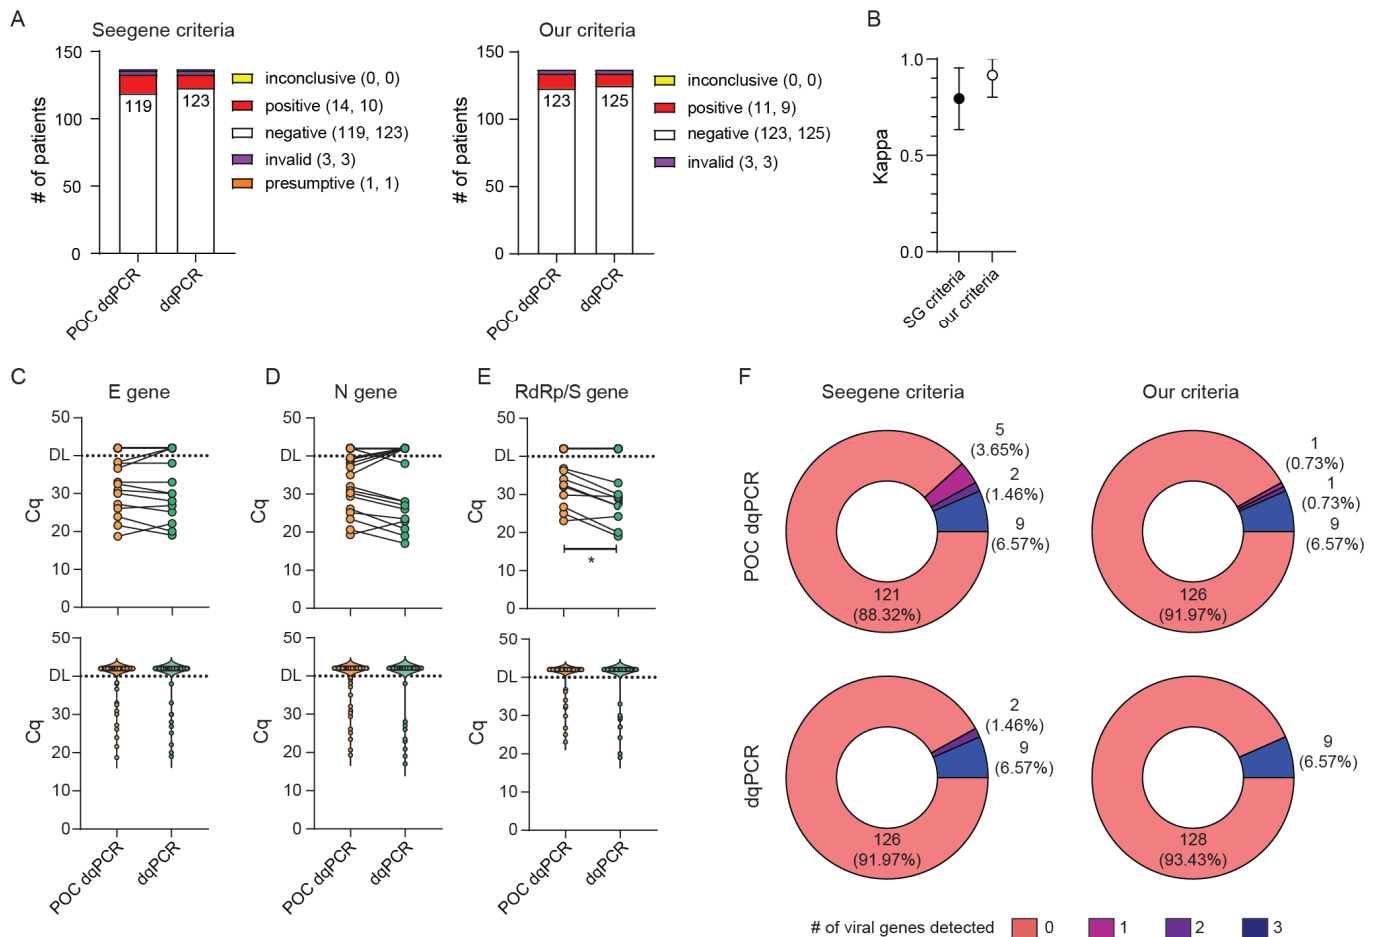 A
Seegene criteria
# of patients
150
100
50
0
119
123
POC dqPCR
dqPCR
inconclusive (0, 0)
positive (14, 10)
negative (119, 123)
invalid (3, 3)
presumptive (1, 1)
Our criteria
# of patients
150
100
50
0
123
125
POC dqPCR
dqPCR
inconclusive (0, 0)
positive (11, 9)
negative (123, 125)
invalid (3, 3)
B
Kappa
1.0
0.5
0.0
SG criteria
our criteria
C
E gene
Cq
50
DL
30
20
10
0
Cq
50
DL
30
20
10
0
POC dqPCR
dqPCR
D
N gene
Cq
50
DL
30
20
10
0
Cq
50
DL
30
20
10
0
POC dqPCR
dqPCR
E
RdRp/S gene
Cq
50
DL
30
20
10
0
*
Cq
50
DL
30
20
10
0
POC dqPCR
dqPCR
F
Seegene criteria
Our criteria
POC dqPCR
5
(3.65%)
2
(1.46%)
9
(6.57%)
121
(88.32%)
1
(0.73%)
1
(0.73%)
9
(6.57%)
126
(91.97%)
dqPCR
2
(1.46%)
9
(6.57%)
126
(91.97%)
9
(6.57%)
128
(93.43%)
# of viral genes detected
0
1
2
3